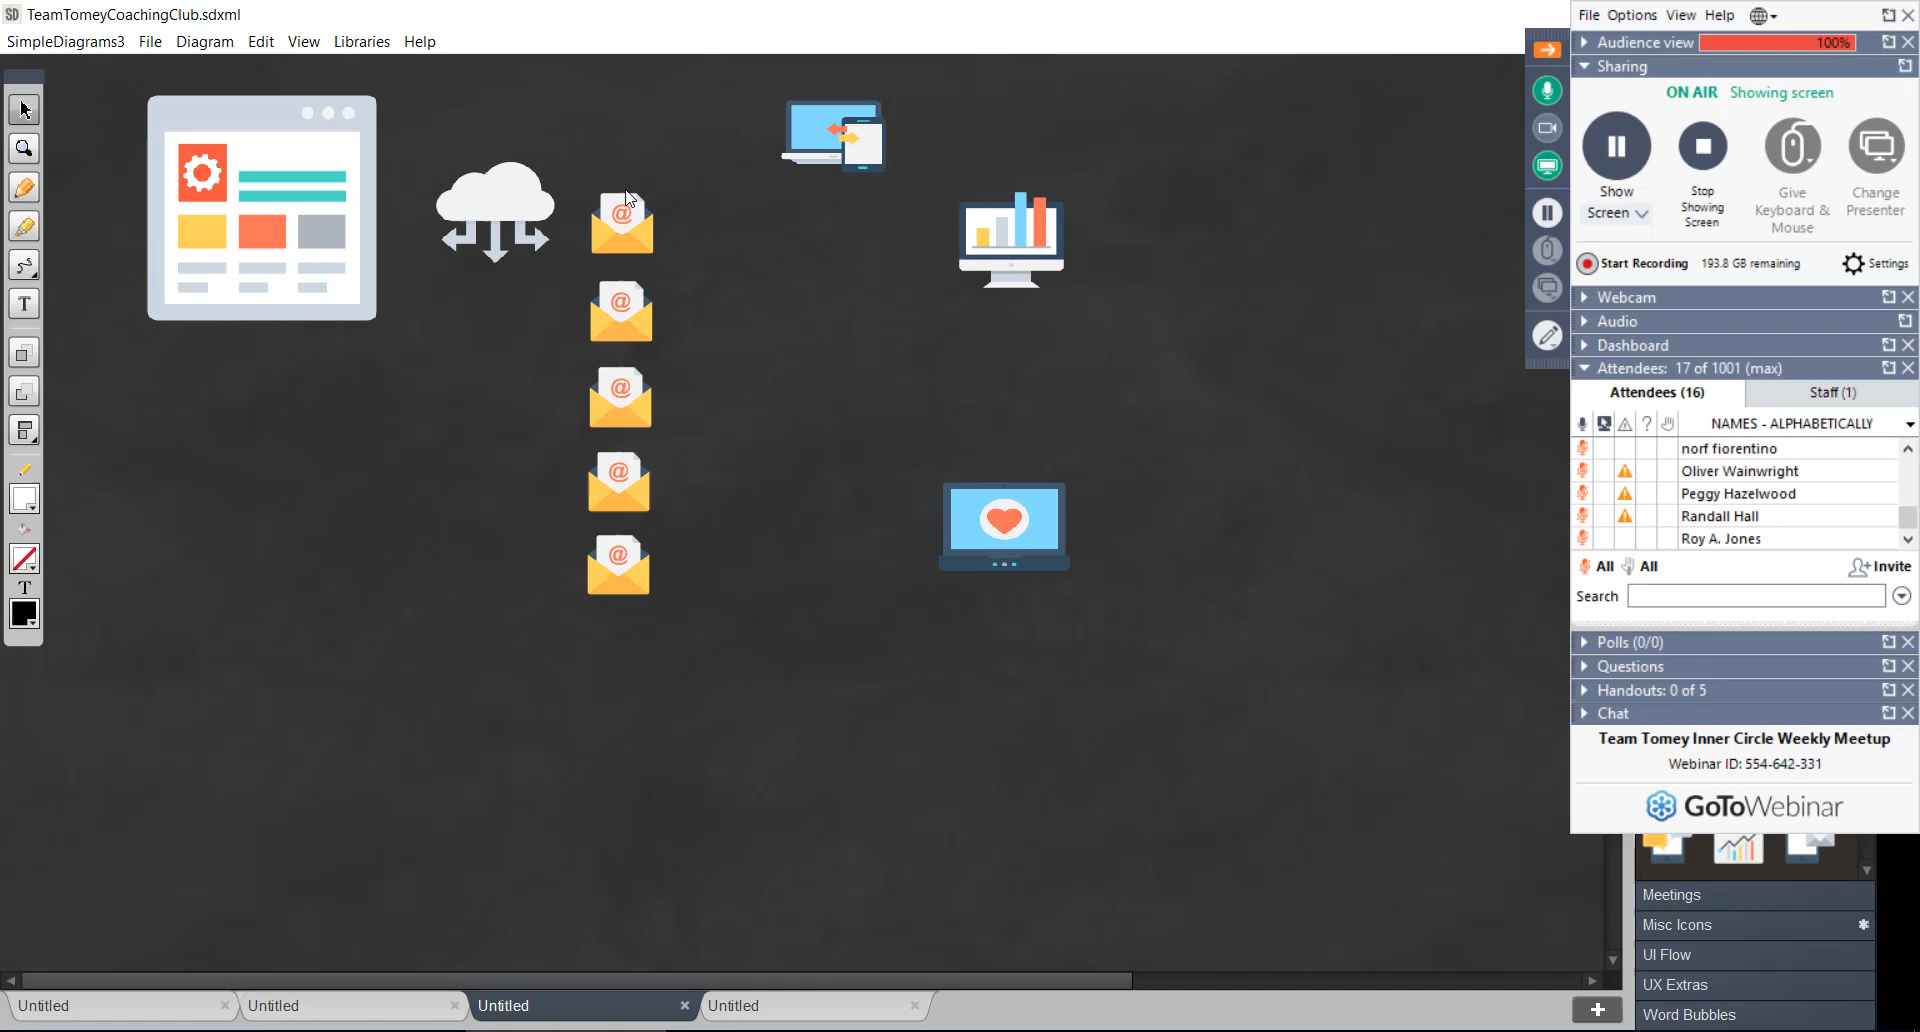 SD TeamTomeyCoachingClub.sdxml
SimpleDiagrams3 File Diagram Edit View Libraries Help
T
T
@
@
@
@
@
File Options View Help
Audience view 100%
Sharing
ON AIR Showing screen
Show
Screen
Stop
Showing
Screen
Give
Keyboard &
Mouse
Change
Presenter
Start Recording 193.8 GB remaining Settings
Webcam
Audio
Dashboard
Attendees: 17 of 1001 (max)
Attendees (16) Staff (1)
? NAMES - ALPHABETICALLY
norf fiorentino
Oliver Wainwright
Peggy Hazelwood
Randall Hall
Roy A. Jones
All All Invite
Search
Polls (0/0)
Questions
Handouts: 0 of 5
Chat
Team Tomey Inner Circle Weekly Meetup
Webinar ID: 554-642-331
GoToWebinar
Meetings
Misc Icons
UI Flow
UX Extras
Word Bubbles
Untitled Untitled Untitled Untitled